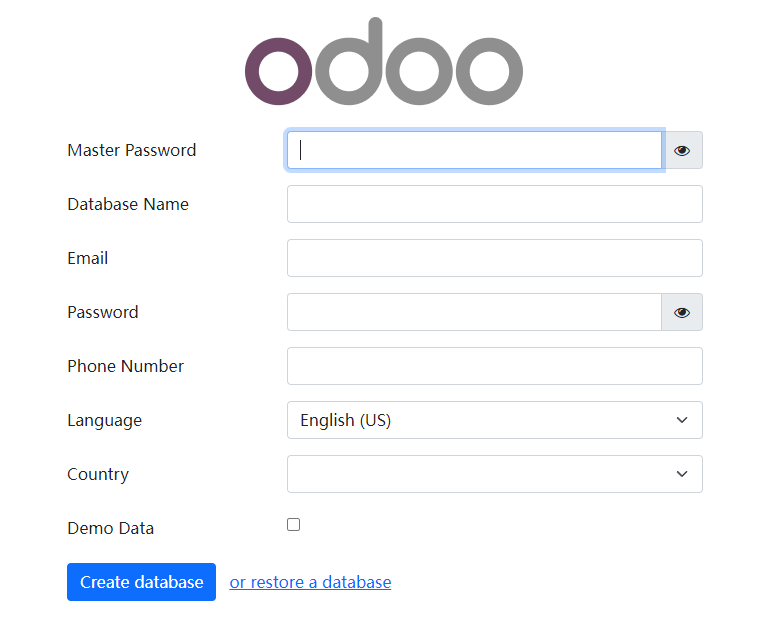 odoo
Master Password
Database Name
Email
Password
Phone Number
Language English (US)
Country
Demo Data
Create database or restore a database